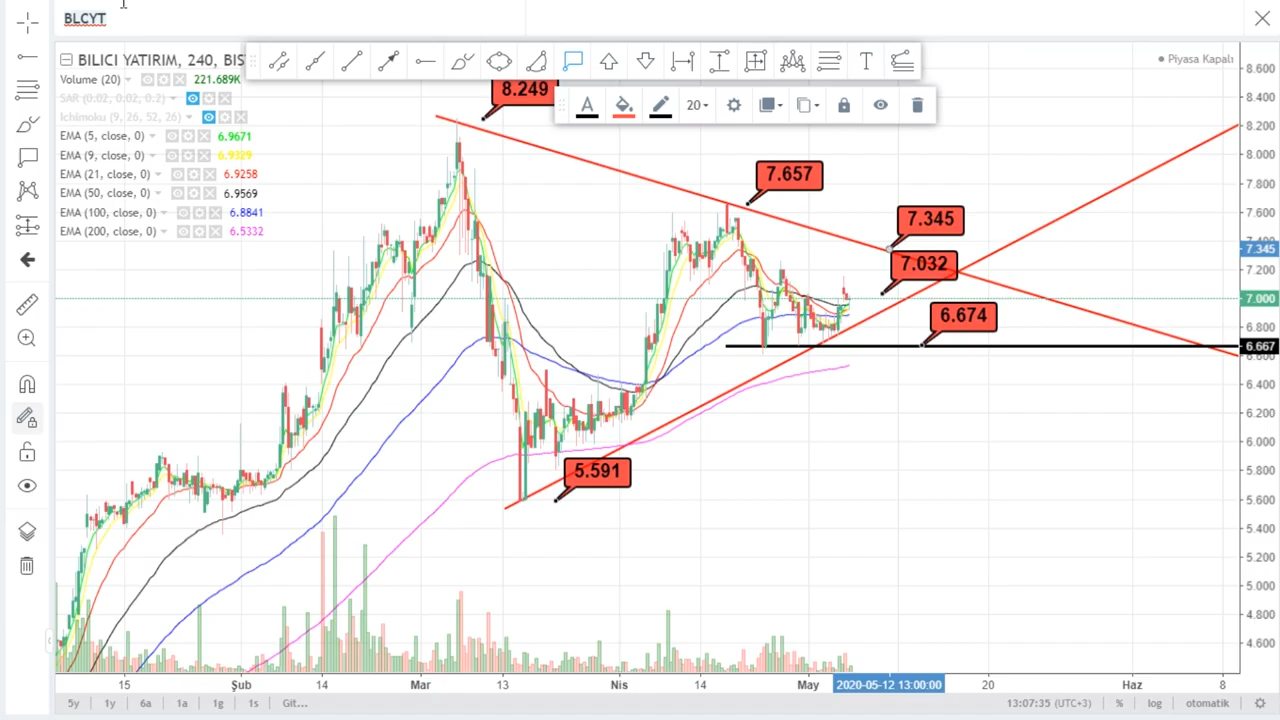 BLCYT
BILICI YATIRIM, 240, BIS
Piyasa Kapalı
Volume (20) 221.689K
SAR (0.02, 0.02, 0.2)
Ichimoku (9, 26, 52, 26)
EMA (5, close, 0) 6.9671
EMA (9, close, 0) 6.9329
EMA (21, close, 0) 6.9258
EMA (50, close, 0) 6.9569
EMA (100, close, 0) 6.8841
EMA (200, close, 0) 6.5332
T
A
20
8.249
7.657
7.345
7.032
6.674
5.591
8.600
8.400
8.200
8.000
7.800
7.600
7.345
7.200
7.000
6.800
6.667
6.400
6.200
6.000
5.800
5.600
5.400
5.200
5.000
4.800
4.600
15 Şub 14 Mar 13 Nis 14 May 2020-05-12 13:00:00 20 Haz 8
5y 1y 6a 1a 1g 1s Git... 13:07:35 (UTC+3) % log otomatik